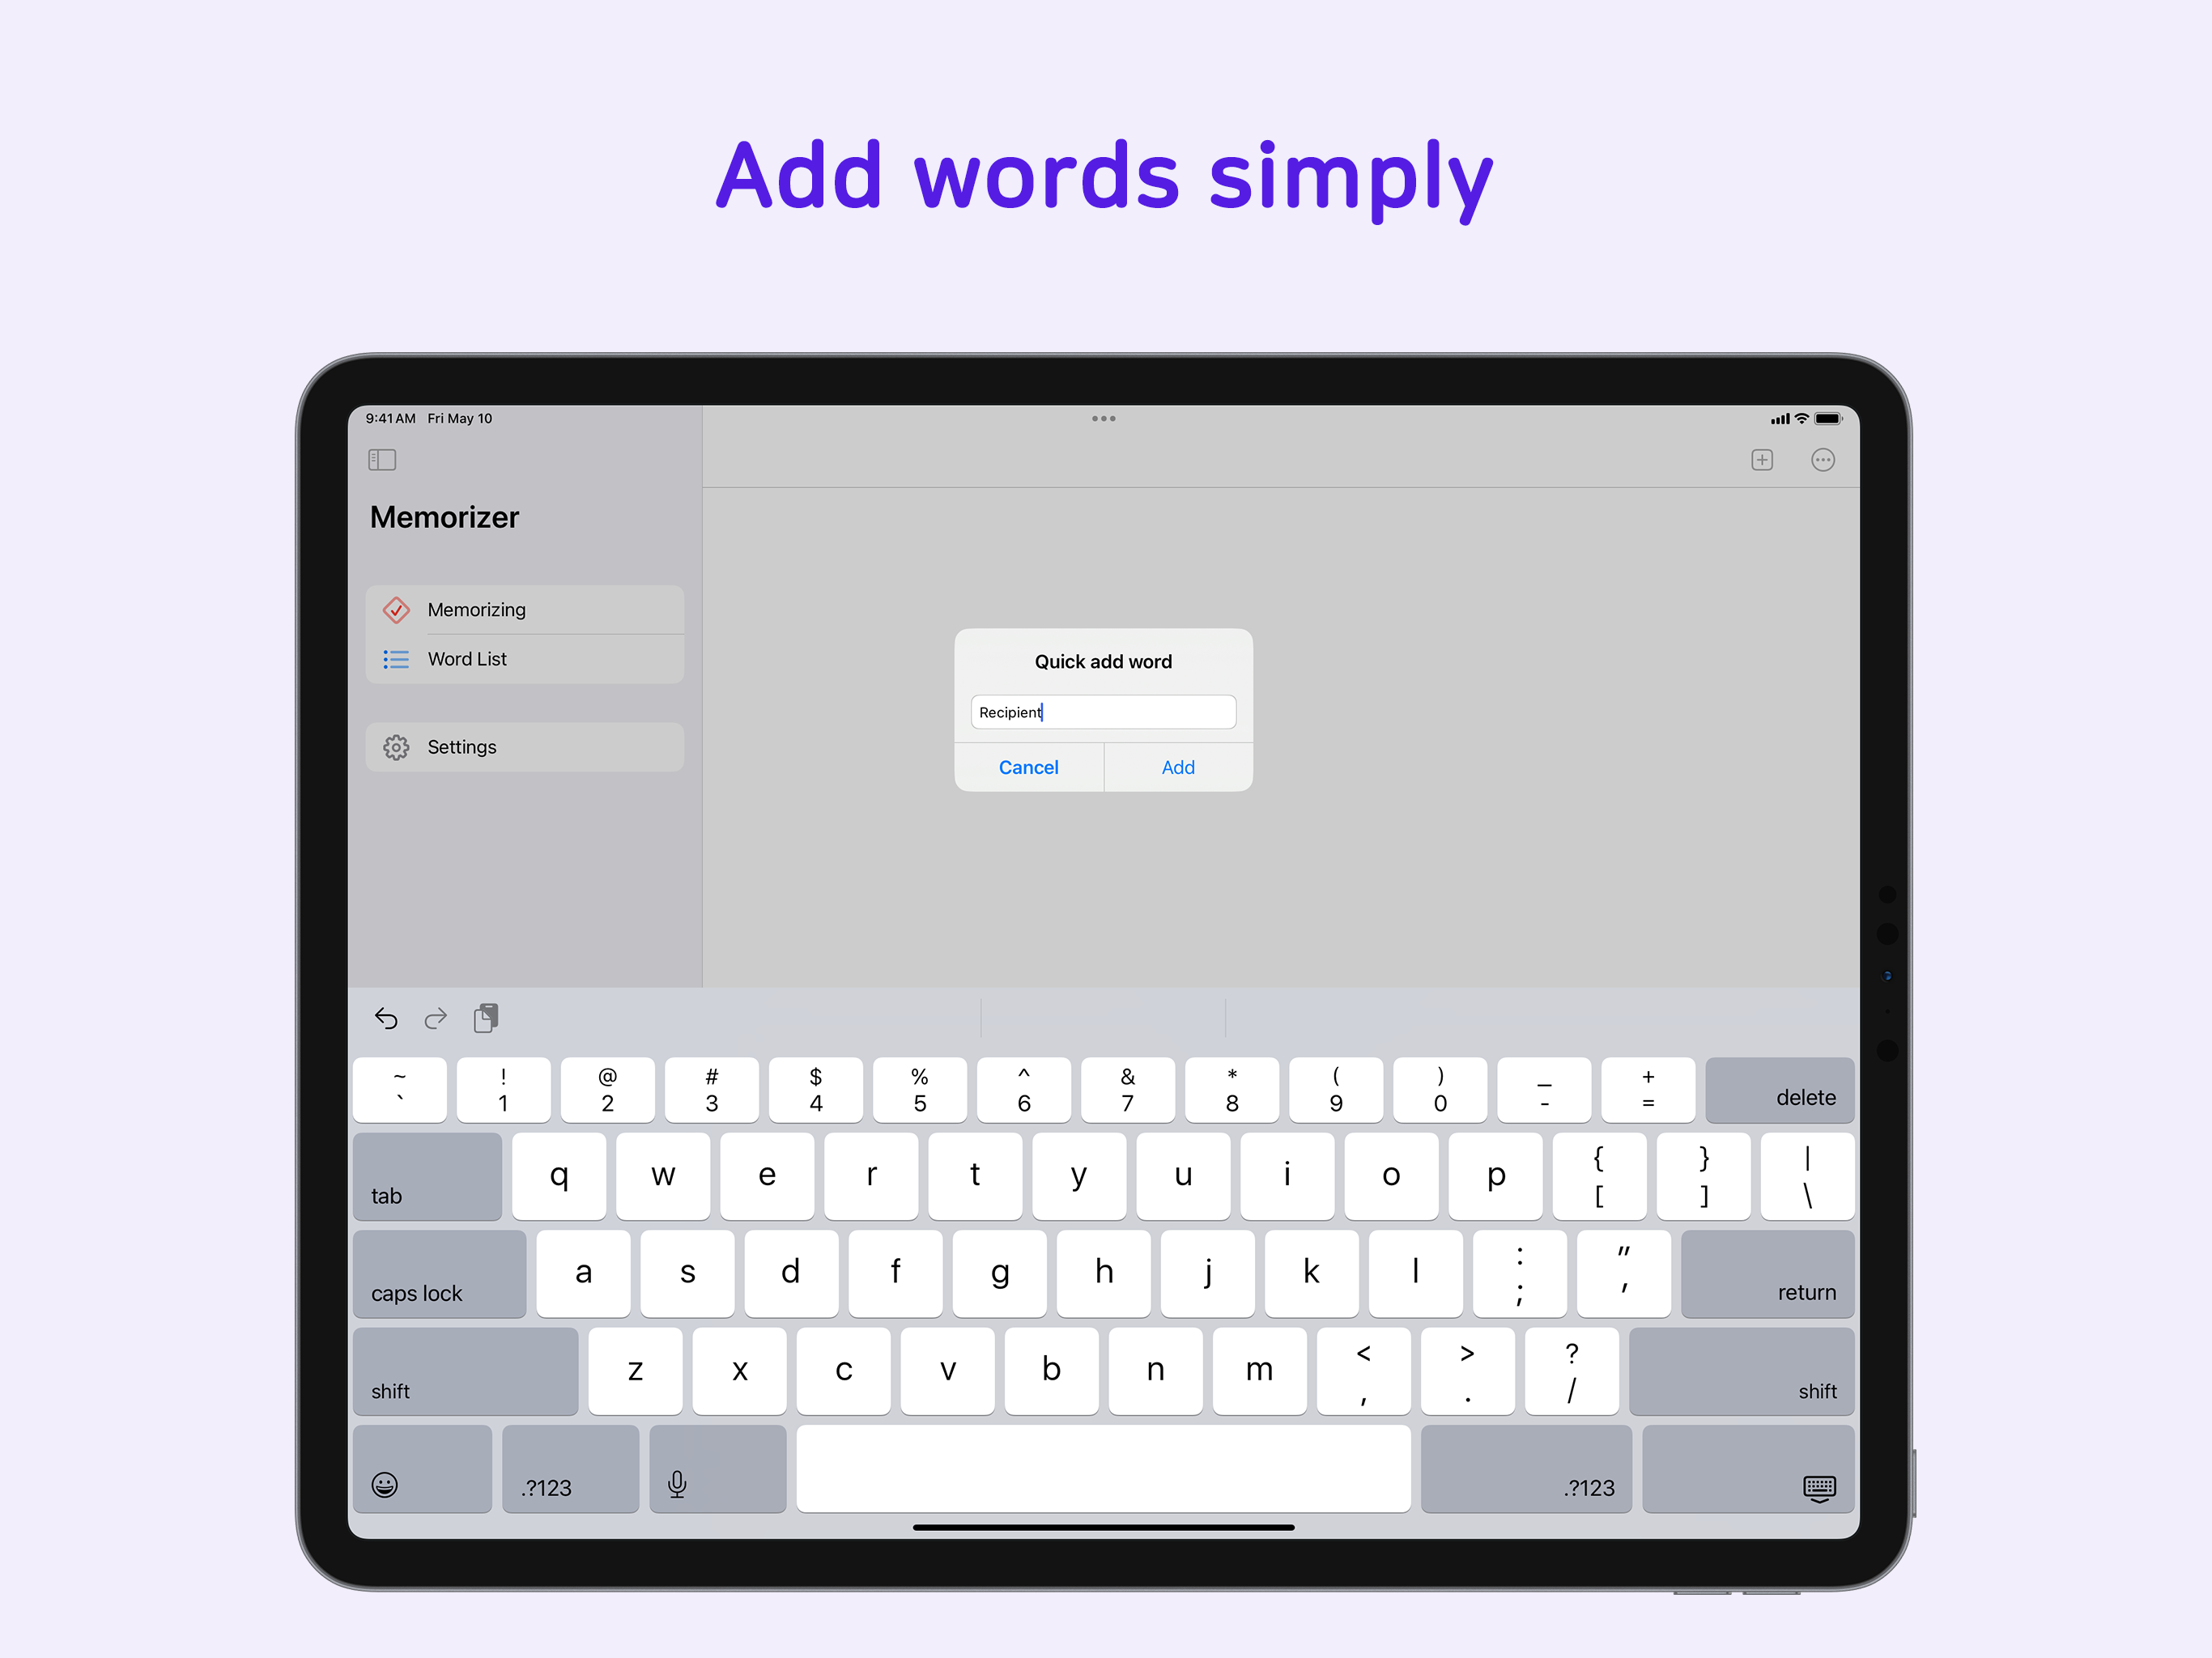 Add words simply
9:41 AM Fri May 10
Memorizer
Memorizing
Word List
Settings
Quick add word
Recipient
Cancel Add
~ ! @ # $ % ^ & * ( ) _ +
` 1 2 3 4 5 6 7 8 9 0 - = delete
tab q w e r t y u i o p { } |
[ ] \
caps lock a s d f g h j k l : " return
; '
shift z x c v b n m < > ? shift
, . /
.?123 .?123